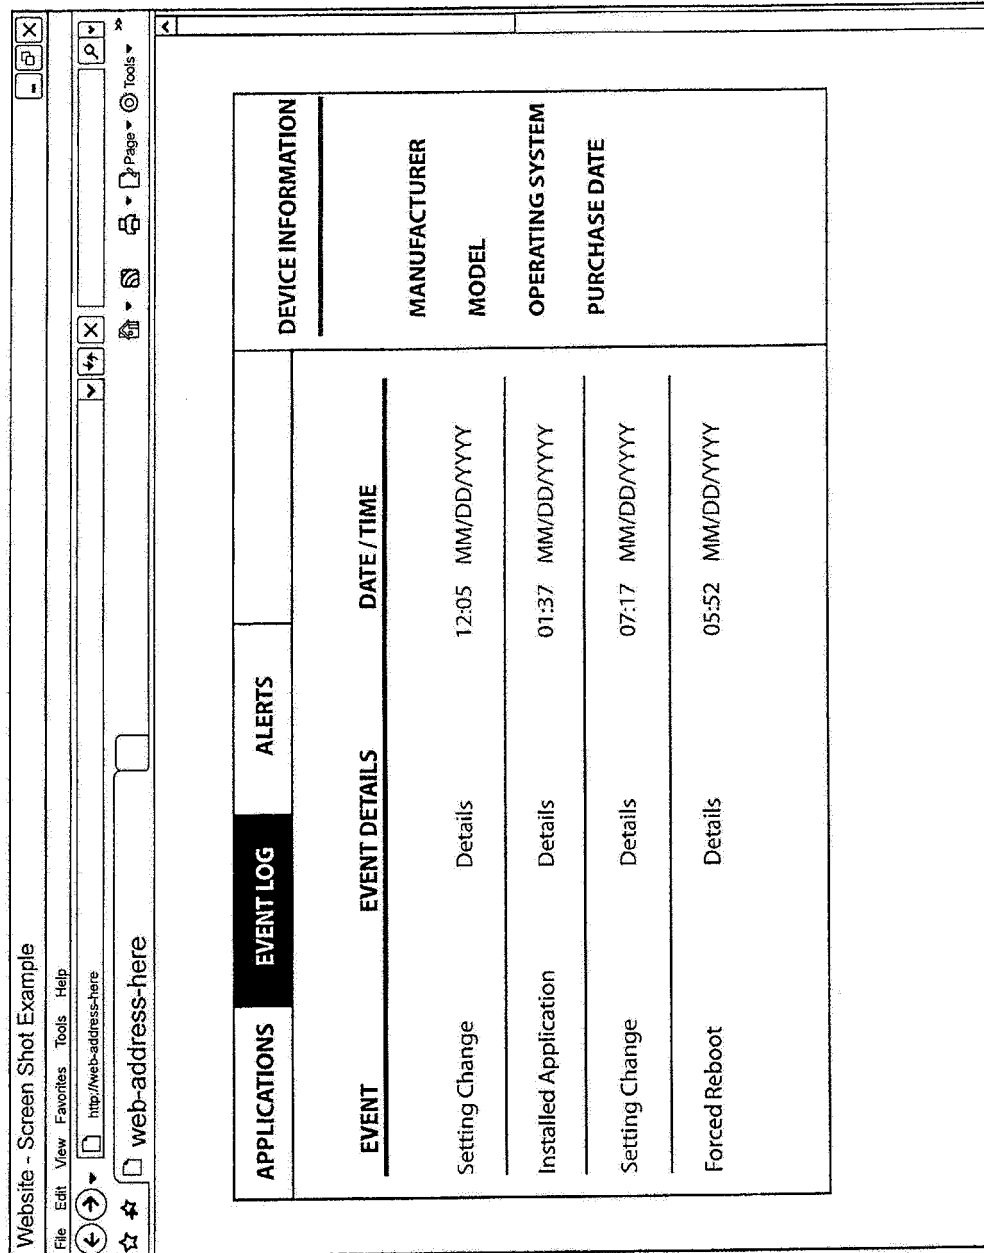 Website - Screen Shot Example
File Edit View Favorites Tools Help
http://web-address-here
web-address-here
Page Tools
APPLICATIONS EVENT LOG ALERTS
DEVICE INFORMATION
EVENT EVENT DETAILS DATE / TIME
MANUFACTURER
Setting Change Details 12:05 MM/DD/YYYY
MODEL
Installed Application Details 01:37 MM/DD/YYYY
OPERATING SYSTEM
Setting Change Details 07:17 MM/DD/YYYY
PURCHASE DATE
Forced Reboot Details 05:52 MM/DD/YYYY